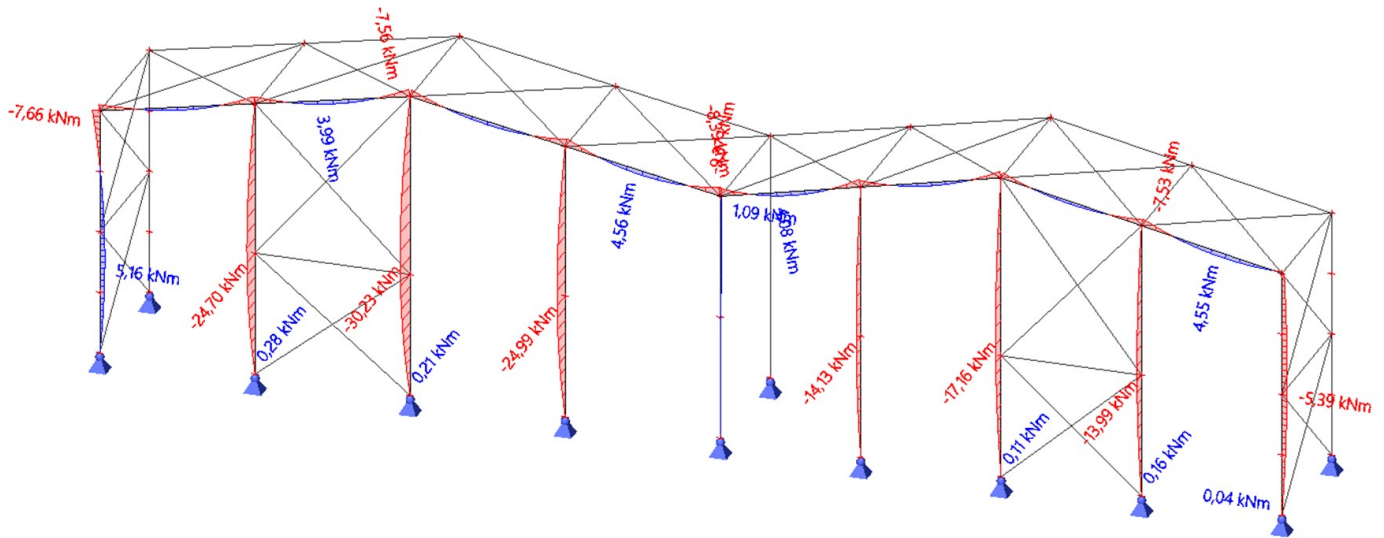 -7,56 kNm
-7,66 kNm
3,99 kNm
5,16 kNm
-24,70 kNm
0,28 kNm
-30,23 kNm
0,21 kNm
4,56 kNm
-24,99 kNm
1,09 kNm
-14,13 kNm
-7,53 kNm
-17,16 kNm
0,11 kNm
-13,99 kNm
0,16 kNm
4,55 kNm
0,04 kNm
-5,39 kNm